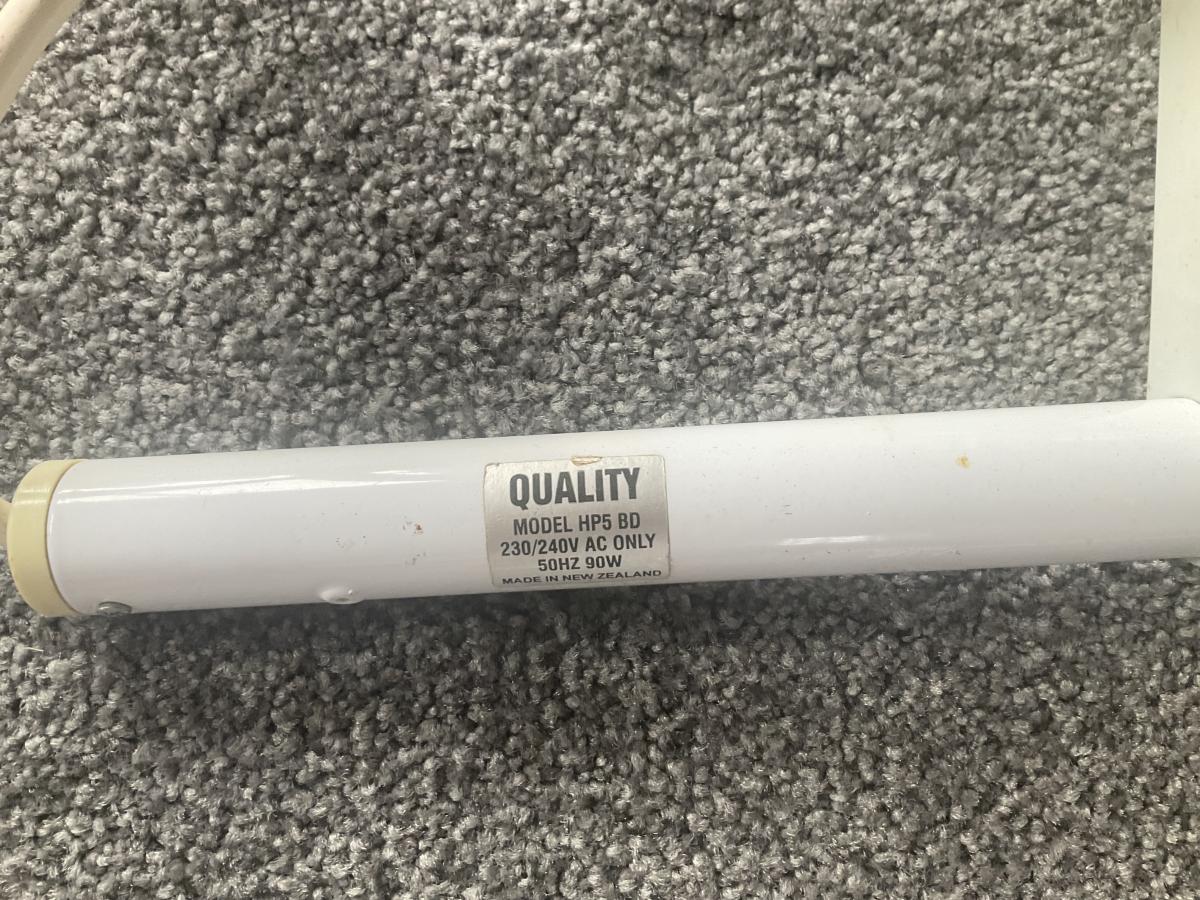 QUALITY
MODEL HP5 BD
230/240V AC ONLY
50HZ 90W
MADE IN NEW ZEALAND